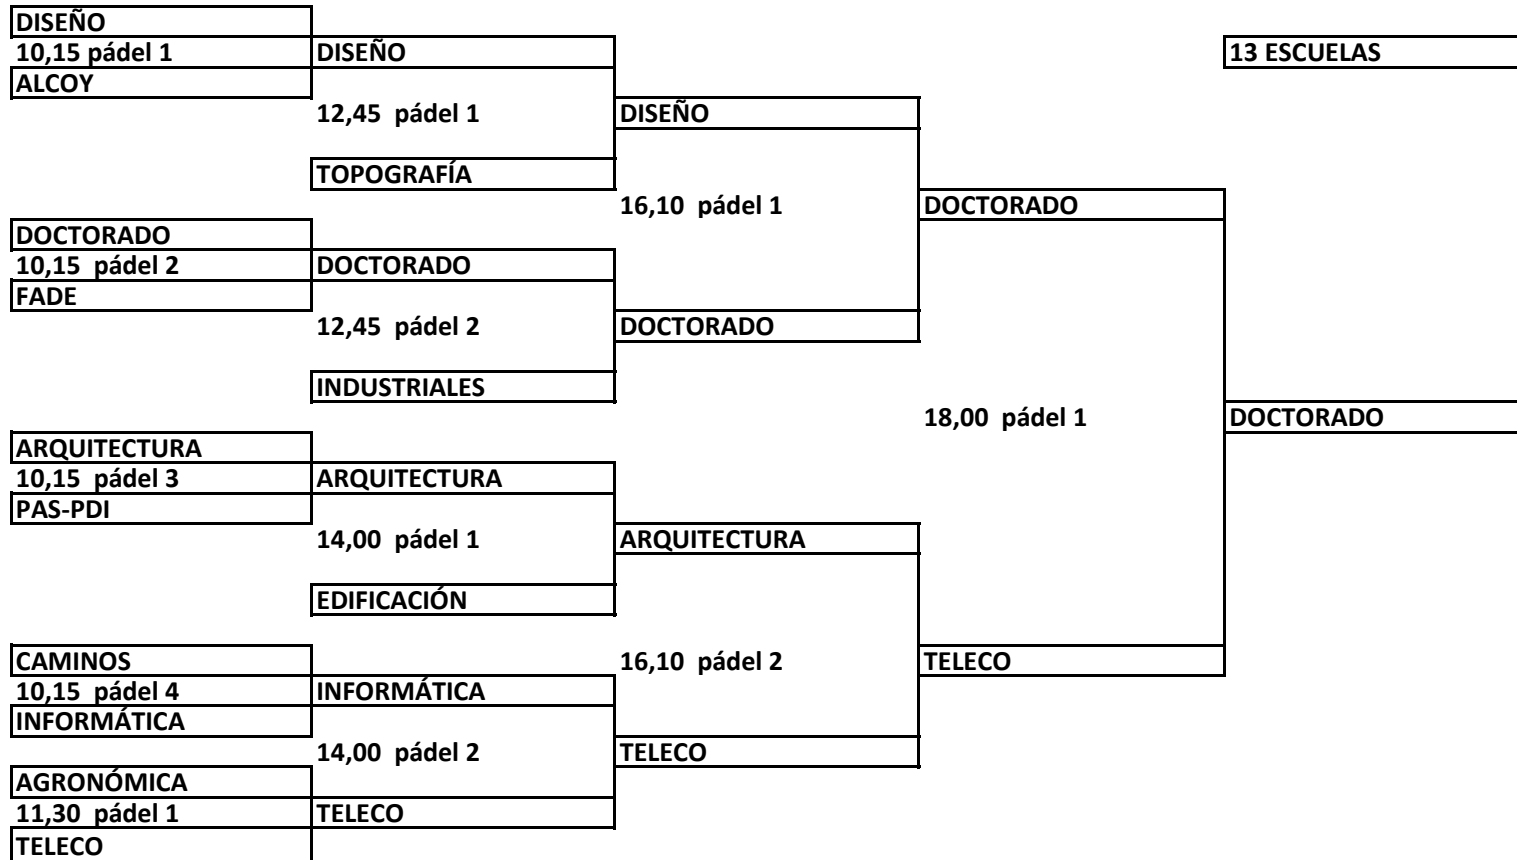 DISEÑO
10,15 pádel 1 DISEÑO 13 ESCUELAS
ALCOY
12,45 pádel 1 DISEÑO
TOPOGRAFÍA
16,10 pádel 1 DOCTORADO
DOCTORADO
10,15 pádel 2 DOCTORADO
FADE
12,45 pádel 2 DOCTORADO
INDUSTRIALES
18,00 pádel 1 DOCTORADO
ARQUITECTURA
10,15 pádel 3 ARQUITECTURA
PAS-PDI
14,00 pádel 1 ARQUITECTURA
EDIFICACIÓN
CAMINOS 16,10 pádel 2 TELECO
10,15 pádel 4 INFORMÁTICA
INFORMÁTICA
14,00 pádel 2 TELECO
AGRONÓMICA
11,30 pádel 1 TELECO
TELECO